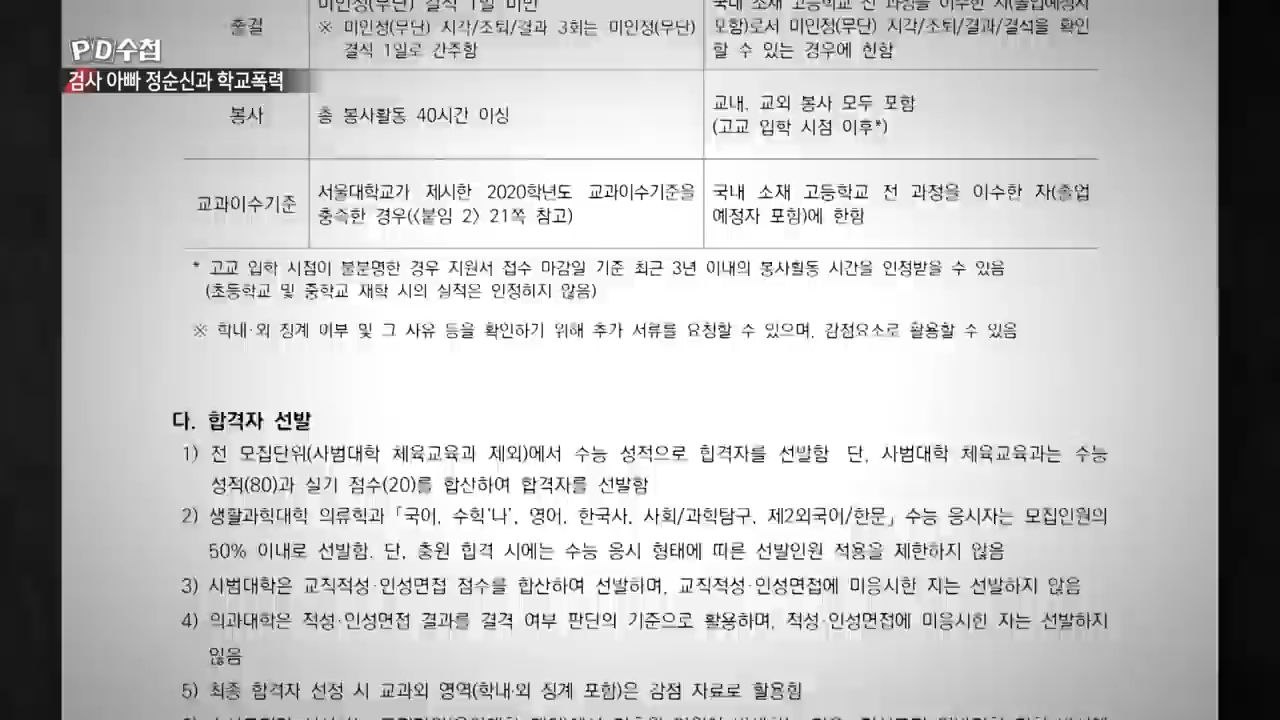 PD수첩
검사 아빠 정순신과 학교폭력
미인정(무단) 결석 1일 미만
출결
※ 미인정(무단) 지각/조퇴/결과 3회는 미인정(무단)
결석 1일로 간주함
국내 소재 고등학교 전 과정을 이수한 자(졸업예정자
포함)로서 미인정(무단) 지각/조퇴/결과/결석을 확인
할 수 있는 경우에 한함
봉사
총 봉사활동 40시간 이상
교내, 교외 봉사 모두 포함
(고교 입학 시점 이후*)
교과이수기준
서울대학교가 제시한 2020학년도 교과이수기준을
충족한 경우(〈붙임 2〉 21쪽 참고)
국내 소재 고등학교 전 과정을 이수한 자(졸업
예정자 포함)에 한함
* 고교 입학 시점이 불분명한 경우 지원서 접수 마감일 기준 최근 3년 이내의 봉사활동 시간을 인정받을 수 있음
(초등학교 및 중학교 재학 시의 실적은 인정하지 않음)
※ 학내·외 징계 여부 및 그 사유 등을 확인하기 위해 추가 서류를 요청할 수 있으며, 감점요소로 활용할 수 있음
다. 합격자 선발
1) 전 모집단위(사범대학 체육교육과 제외)에서 수능 성적으로 합격자를 선발함 단, 사범대학 체육교육과는 수능
성적(80)과 실기 점수(20)를 합산하여 합격자를 선발함
2) 생활과학대학 의류학과「국어, 수학'나', 영어, 한국사, 사회/과학탐구, 제2외국어/한문」수능 응시자는 모집인원의
50% 이내로 선발함. 단, 충원 합격 시에는 수능 응시 형태에 따른 선발인원 적용을 제한하지 않음
3) 사범대학은 교직적성·인성면접 점수를 합산하여 선발하며, 교직적성·인성면접에 미응시한 자는 선발하지 않음
4) 의과대학은 적성·인성면접 결과를 결격 여부 판단의 기준으로 활용하며, 적성·인성면접에 미응시한 자는 선발하지
않음
5) 최종 합격자 선정 시 교과외 영역(학내·외 징계 포함)은 감점 자료로 활용함